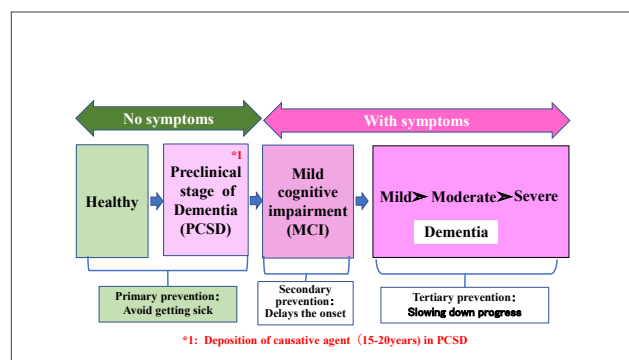 No symptoms
With symptoms
Healthy
*1
Preclinical
stage of
Dementia
(PCSD)
Mild
cognitive
impairment
(MCI)
Mild➤ Moderate➤Severe
Dementia
Primary prevention：
Avoid getting sick
Secondary
prevention：
Delays the onset
Tertiary prevention：
Slowing down progress
*1: Deposition of causative agent（15-20years) in PCSD